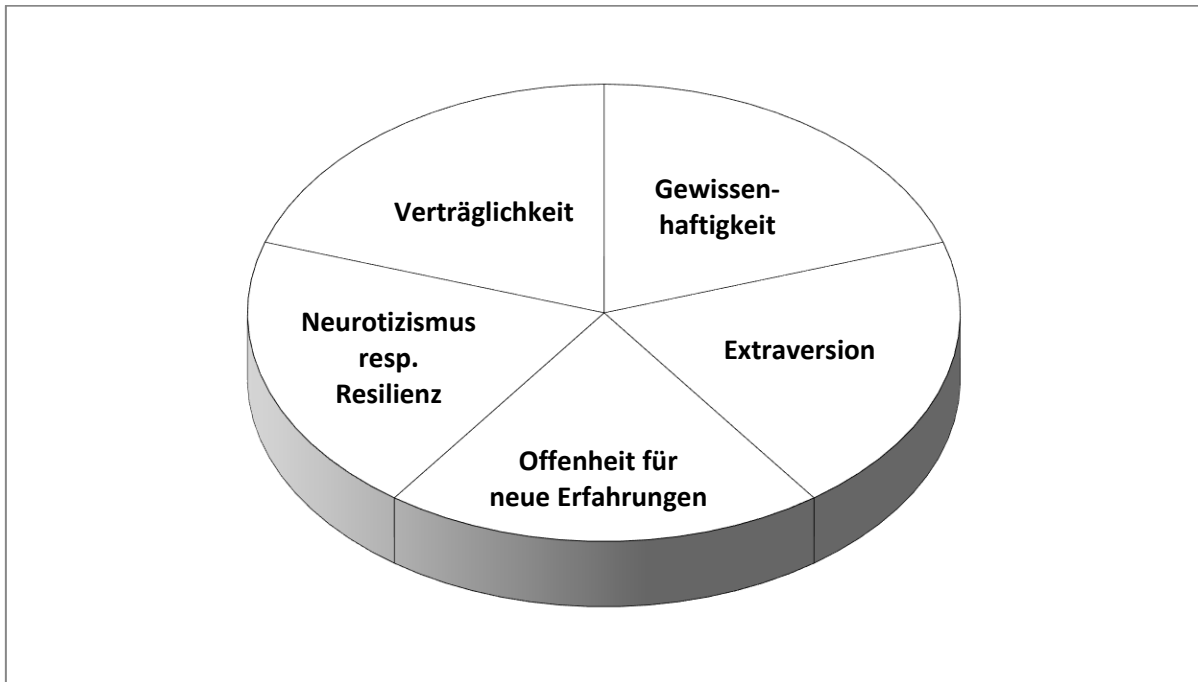 Verträglichkeit
Gewissen-
haftigkeit
Neurotizismus
resp.
Resilienz
Extraversion
Offenheit für
neue Erfahrungen